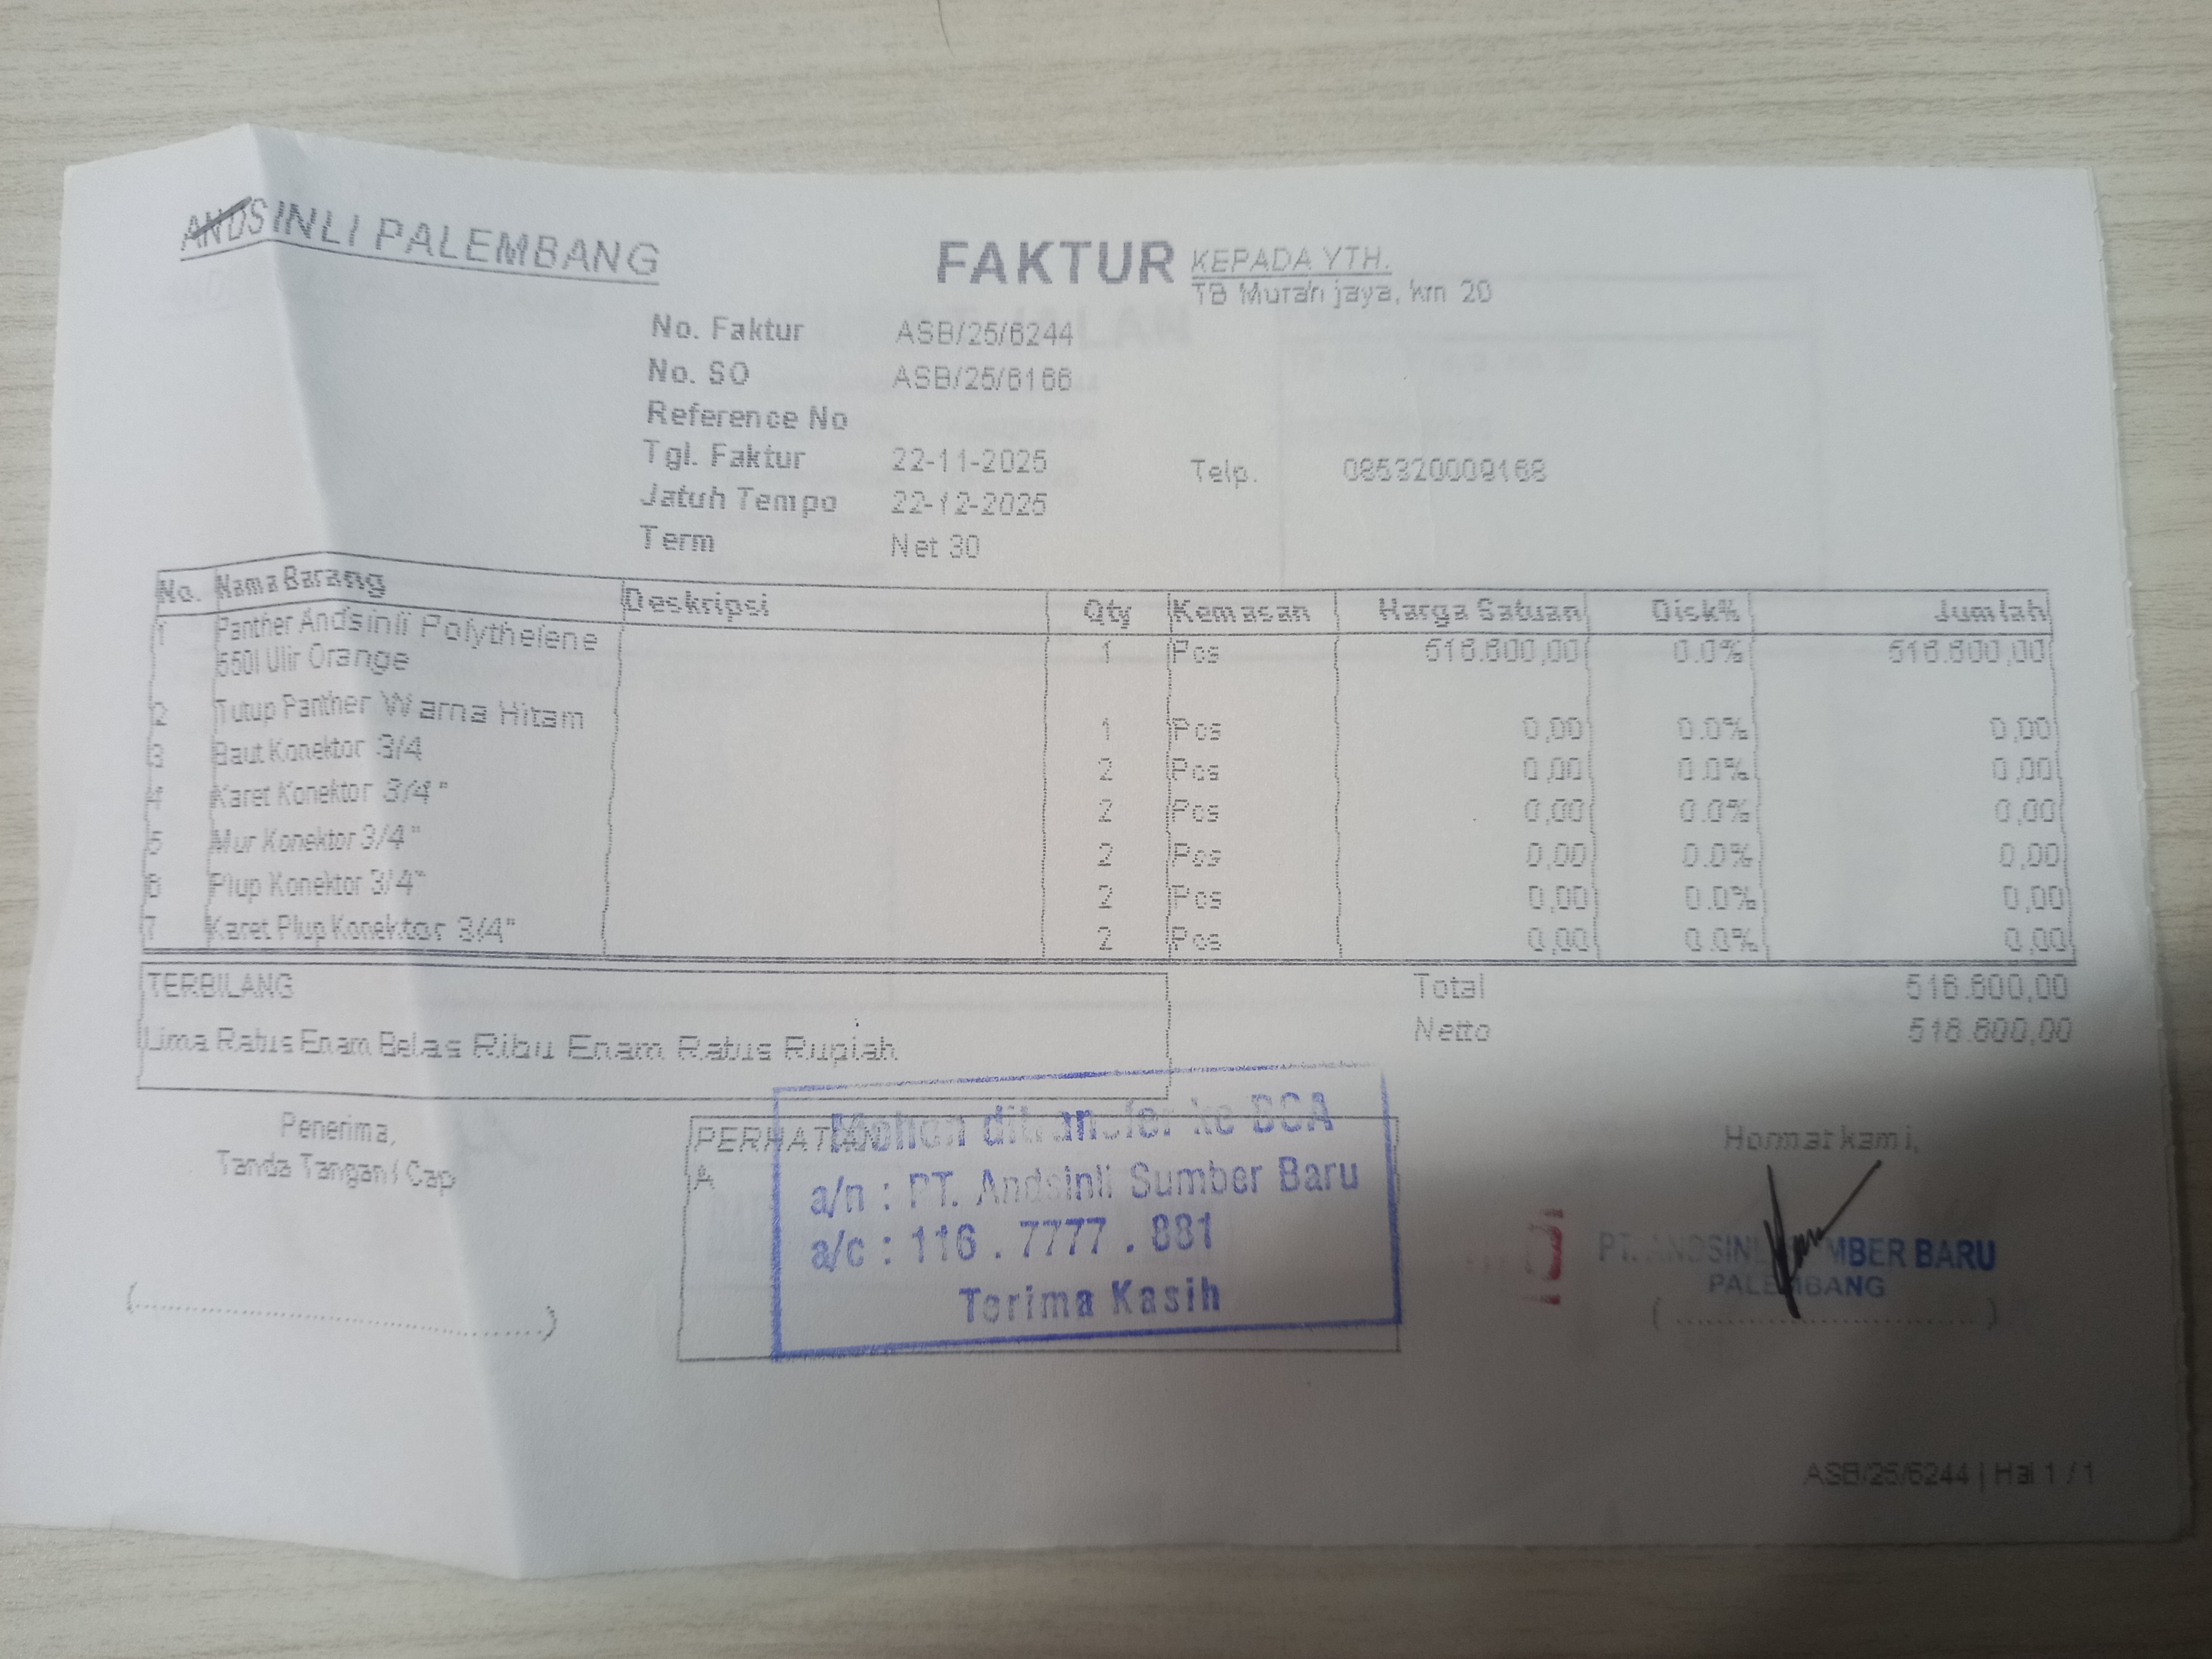 ANDSINLI PALEMBANG
FAKTUR
KEPADA YTH.
TB Murah jaya, km 20
No. Faktur ASB/25/6244
No. SO ASB/25/6166
Reference No
Tgl. Faktur 22-11-2025
Telp. 085320009168
Jatuh Tempo 22-12-2025
Term Net 30
No. Nama Barang Deskripsi Qty Kemasan Harga Satuan Disk% Jumlah
1 Panther Andsinli Polythelene 1 Pcs 516.600,00 0.0% 516.600,00
550l Ulir Orange
2 Tutup Panther Warna Hitam 1 Pcs 0,00 0.0% 0,00
3 Baut Konektor 3/4 2 Pcs 0,00 0.0% 0,00
4 Karet Konektor 3/4" 2 Pcs 0,00 0.0% 0,00
5 Mur Konektor 3/4" 2 Pcs 0,00 0.0% 0,00
6 Plup Konektor 3/4" 2 Pcs 0,00 0.0% 0,00
7 Karet Plup Konektor 3/4" 2 Pcs 0,00 0.0% 0,00
TERBILANG
Lima Ratus Enam Belas Ribu Enam Ratus Rupiah
Total 516.600,00
Netto 516.600,00
Penerima,
Tanda Tangan / Cap
(..............................)
PERHATIAN
A
Mohon ditransfer ke BCA
a/n : PT. Andsinli Sumber Baru
a/c : 116 . 7777 . 881
Terima Kasih
Hormat kami,
PT. ANDSINLI SUMBER BARU
PALEMBANG
(..............................)
ASB/25/6244 | Hal 1 / 1